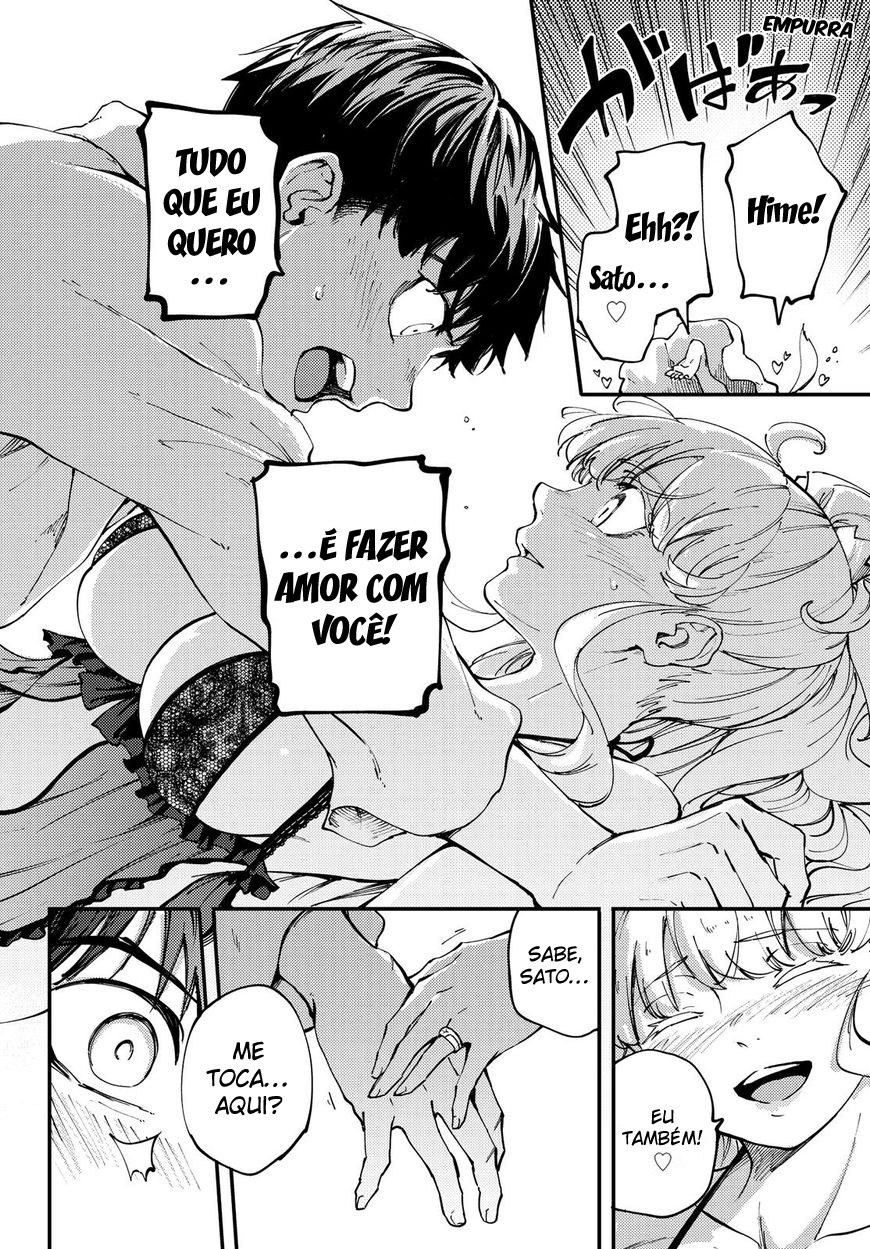 EMPURRA
がばあっ
Hime!
Ehh?!
Sato...
♡
TUDO
QUE EU
QUERO
...
...É FAZER
AMOR COM
VOCÊ!
EU
TAMBÉM!
♡
SABE,
SATO...
ME
TOCA...
AQUI?